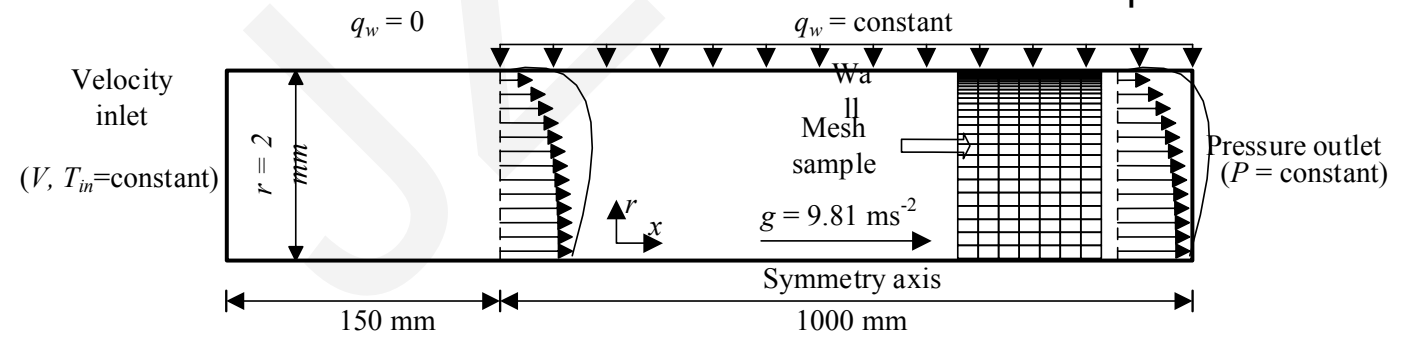 q_w = 0
q_w = constant
Velocity
inlet
(V, T_in=constant)
r = 2
mm
Wa
ll
Mesh
sample
r
x
g = 9.81 ms^-2
Pressure outlet
(P = constant)
Symmetry axis
150 mm
1000 mm